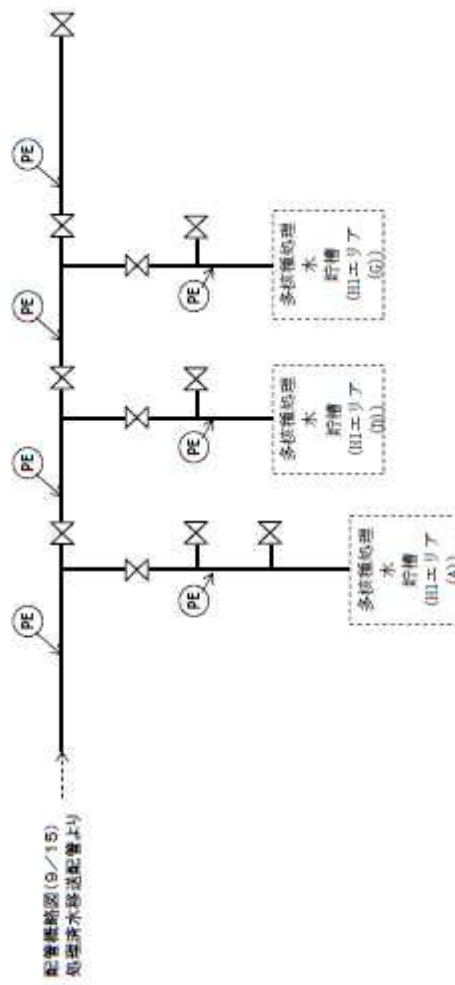 配管概略図(9/15)
処理済水移送配管より
PE
PE
PE
PE
PE
多核種処理
水
貯槽
(H1エリア
(A))
PE
多核種処理
水
貯槽
(H1エリア
(D))
PE
多核種処理
水
貯槽
(H1エリア
(G))